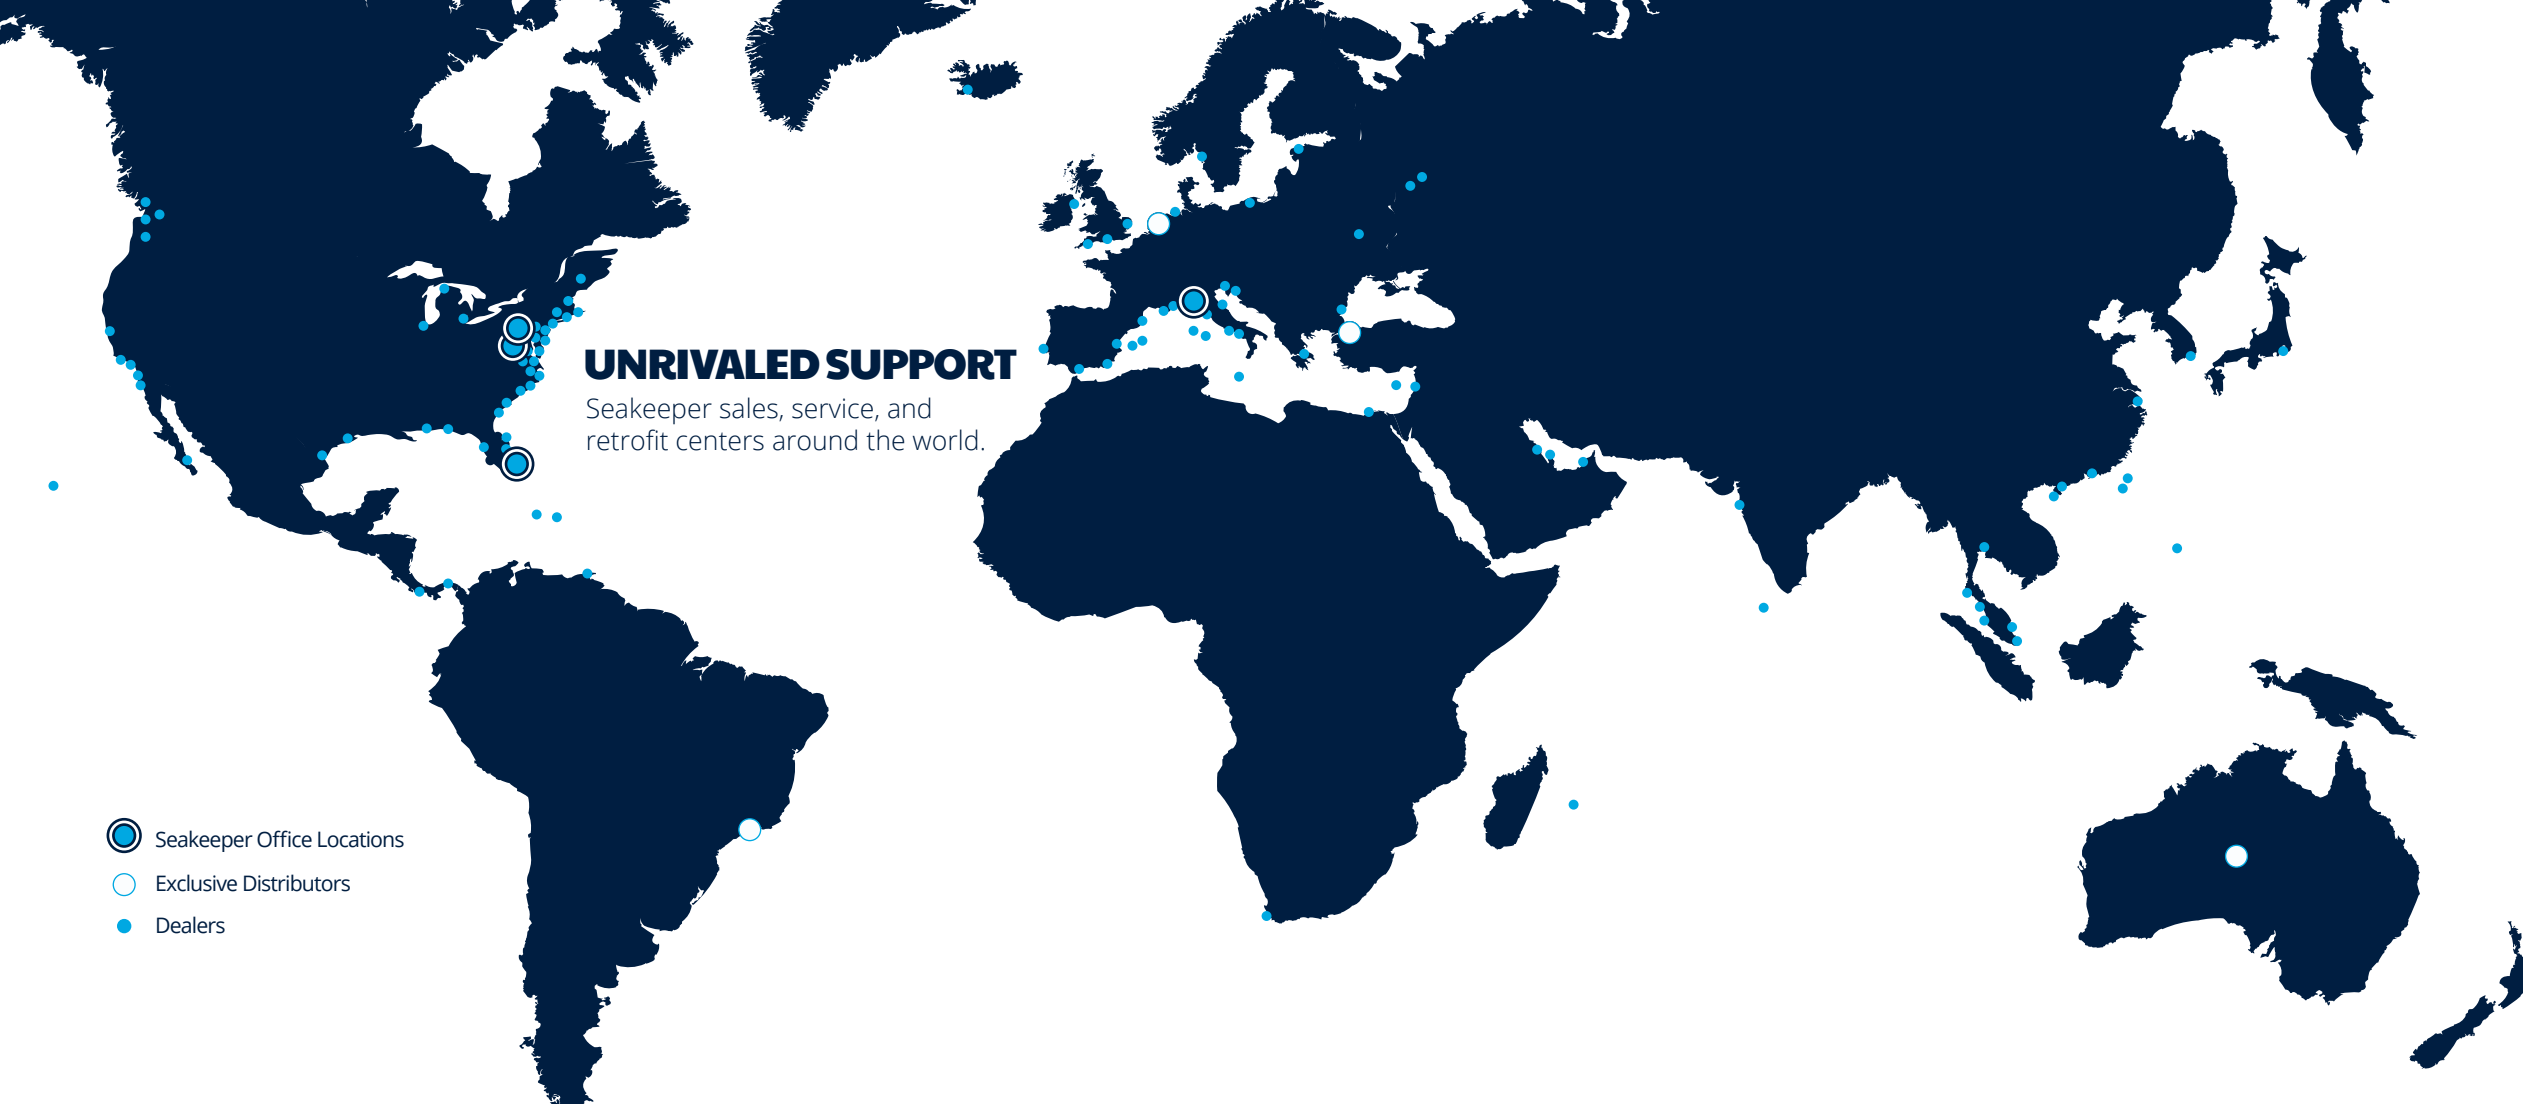 UNRIVALED SUPPORT
Seakeeper sales, service, and
retrofit centers around the world.
Seakeeper Office Locations
Exclusive Distributors
Dealers